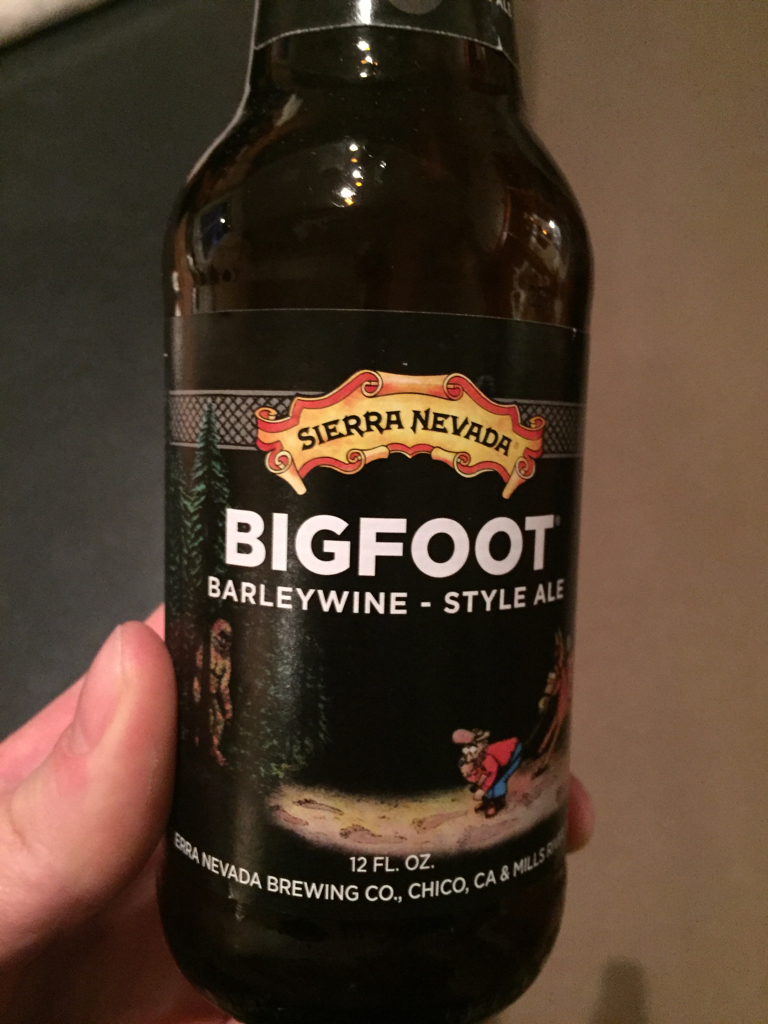 SIERRA NEVADA
BIGFOOT®
BARLEYWINE - STYLE ALE
12 FL. OZ.
NEVADA BREWING CO., CHICO, CA & MILLS